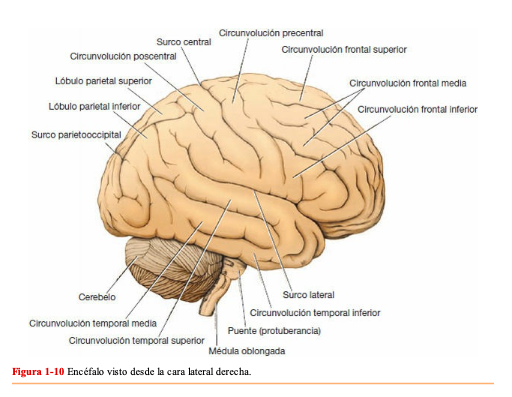 Circunvolución precentral
Surco central
Circunvolución frontal superior
Circunvolución poscentral
Lóbulo parietal superior
Circunvolución frontal media
Lóbulo parietal inferior
Circunvolución frontal inferior
Surco parietooccipital
Cerebelo
Surco lateral
Circunvolución temporal inferior
Circunvolución temporal media
Puente (protuberancia)
Circunvolución temporal superior
Médula oblongada
Figura 1-10 Encéfalo visto desde la cara lateral derecha.